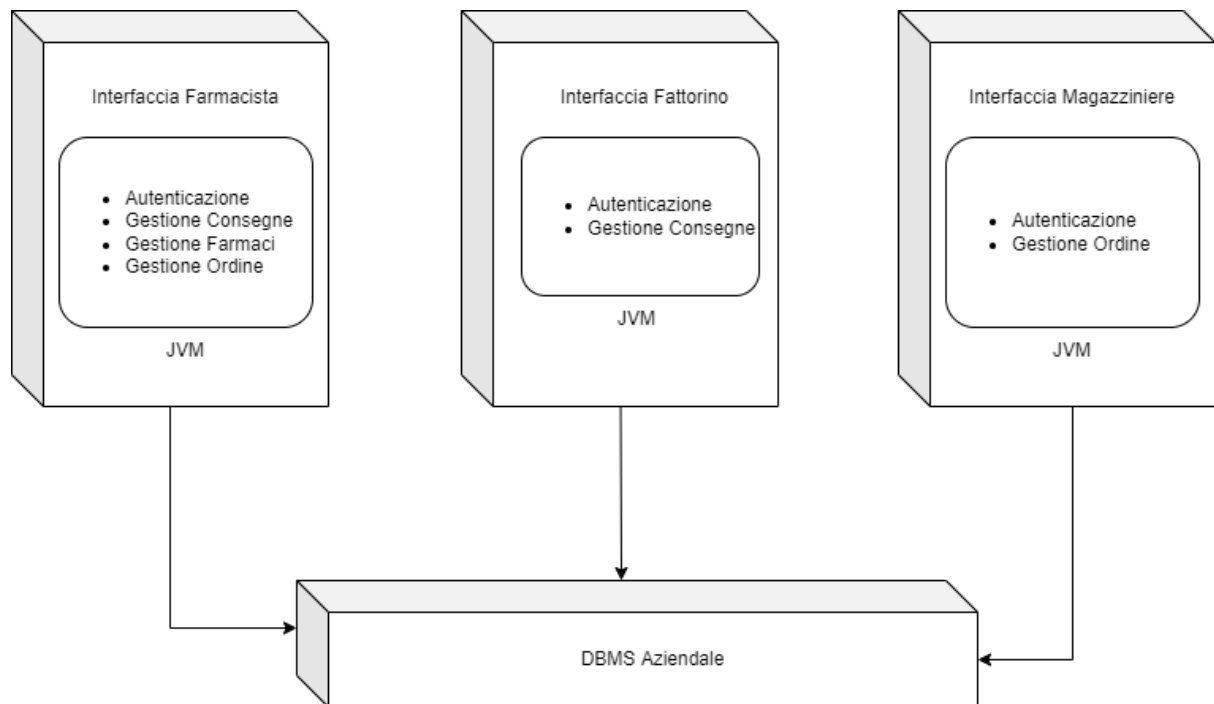 Interfaccia Farmacista
Autenticazione
Gestione Consegne
Gestione Farmaci
Gestione Ordine
JVM
Interfaccia Fattorino
Autenticazione
Gestione Consegne
JVM
Interfaccia Magazziniere
Autenticazione
Gestione Ordine
JVM
DBMS Aziendale